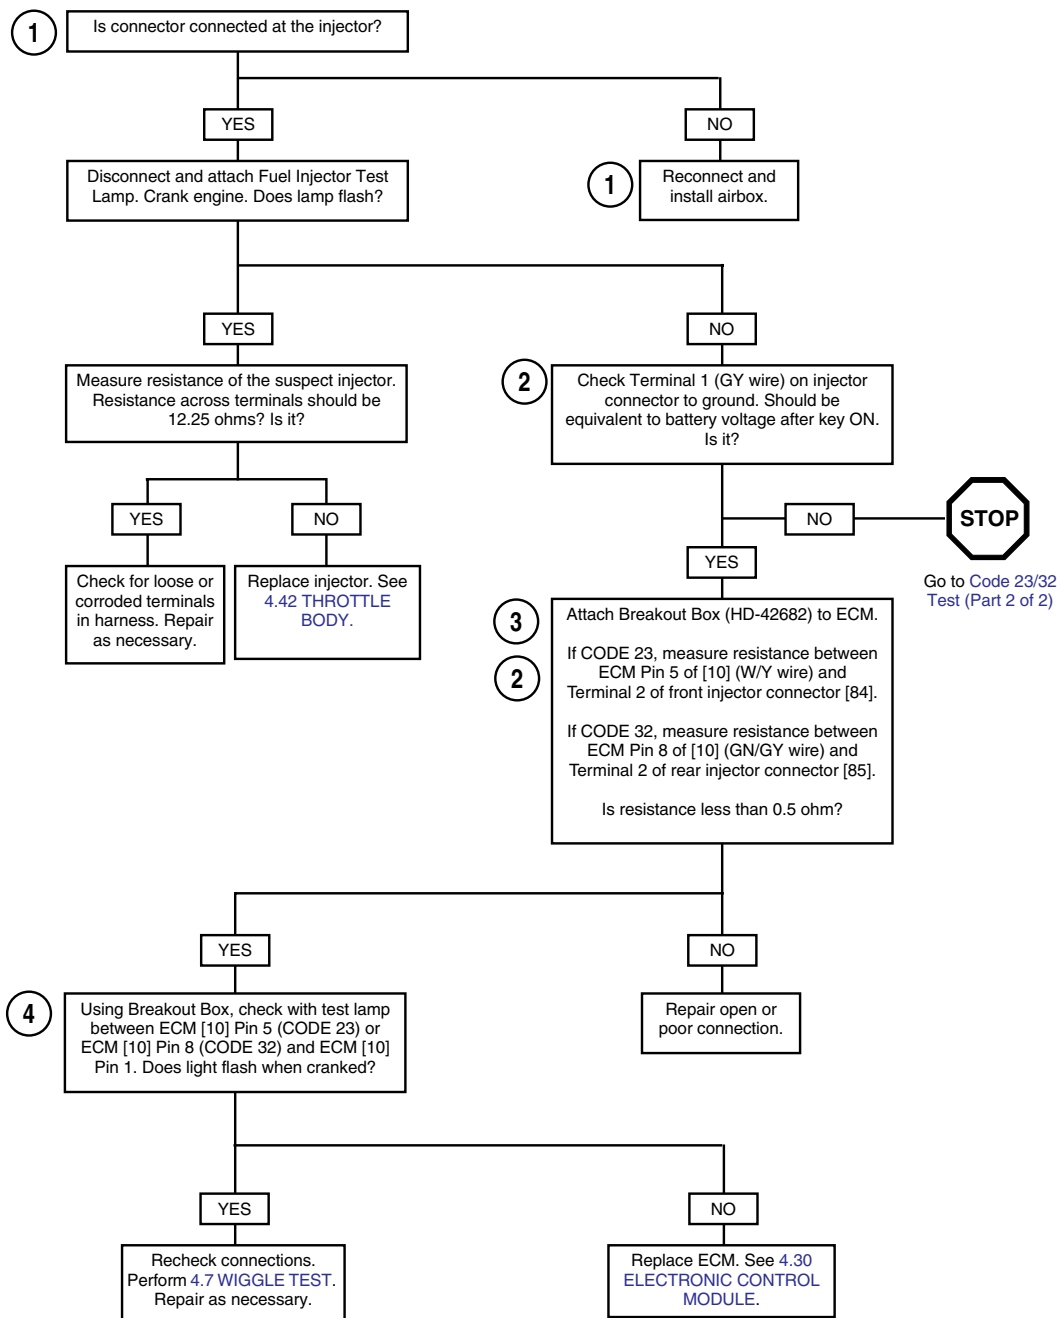 1
Is connector connected at the injector?
YES
NO
Disconnect and attach Fuel Injector Test
Lamp. Crank engine. Does lamp flash?
1
Reconnect and
install airbox.
YES
NO
Measure resistance of the suspect injector.
Resistance across terminals should be
12.25 ohms? Is it?
2
Check Terminal 1 (GY wire) on injector
connector to ground. Should be
equivalent to battery voltage after key ON.
Is it?
YES
NO
NO
STOP
Go to Code 23/32
Test (Part 2 of 2)
YES
Check for loose or
corroded terminals
in harness. Repair
as necessary.
Replace injector. See
4.42 THROTTLE
BODY.
3
2
Attach Breakout Box (HD-42682) to ECM.
If CODE 23, measure resistance between
ECM Pin 5 of [10] (W/Y wire) and
Terminal 2 of front injector connector [84].
If CODE 32, measure resistance between
ECM Pin 8 of [10] (GN/GY wire) and
Terminal 2 of rear injector connector [85].
Is resistance less than 0.5 ohm?
YES
NO
4
Using Breakout Box, check with test lamp
between ECM [10] Pin 5 (CODE 23) or
ECM [10] Pin 8 (CODE 32) and ECM [10]
Pin 1. Does light flash when cranked?
Repair open or
poor connection.
YES
NO
Recheck connections.
Perform 4.7 WIGGLE TEST.
Repair as necessary.
Replace ECM. See 4.30
ELECTRONIC CONTROL
MODULE.